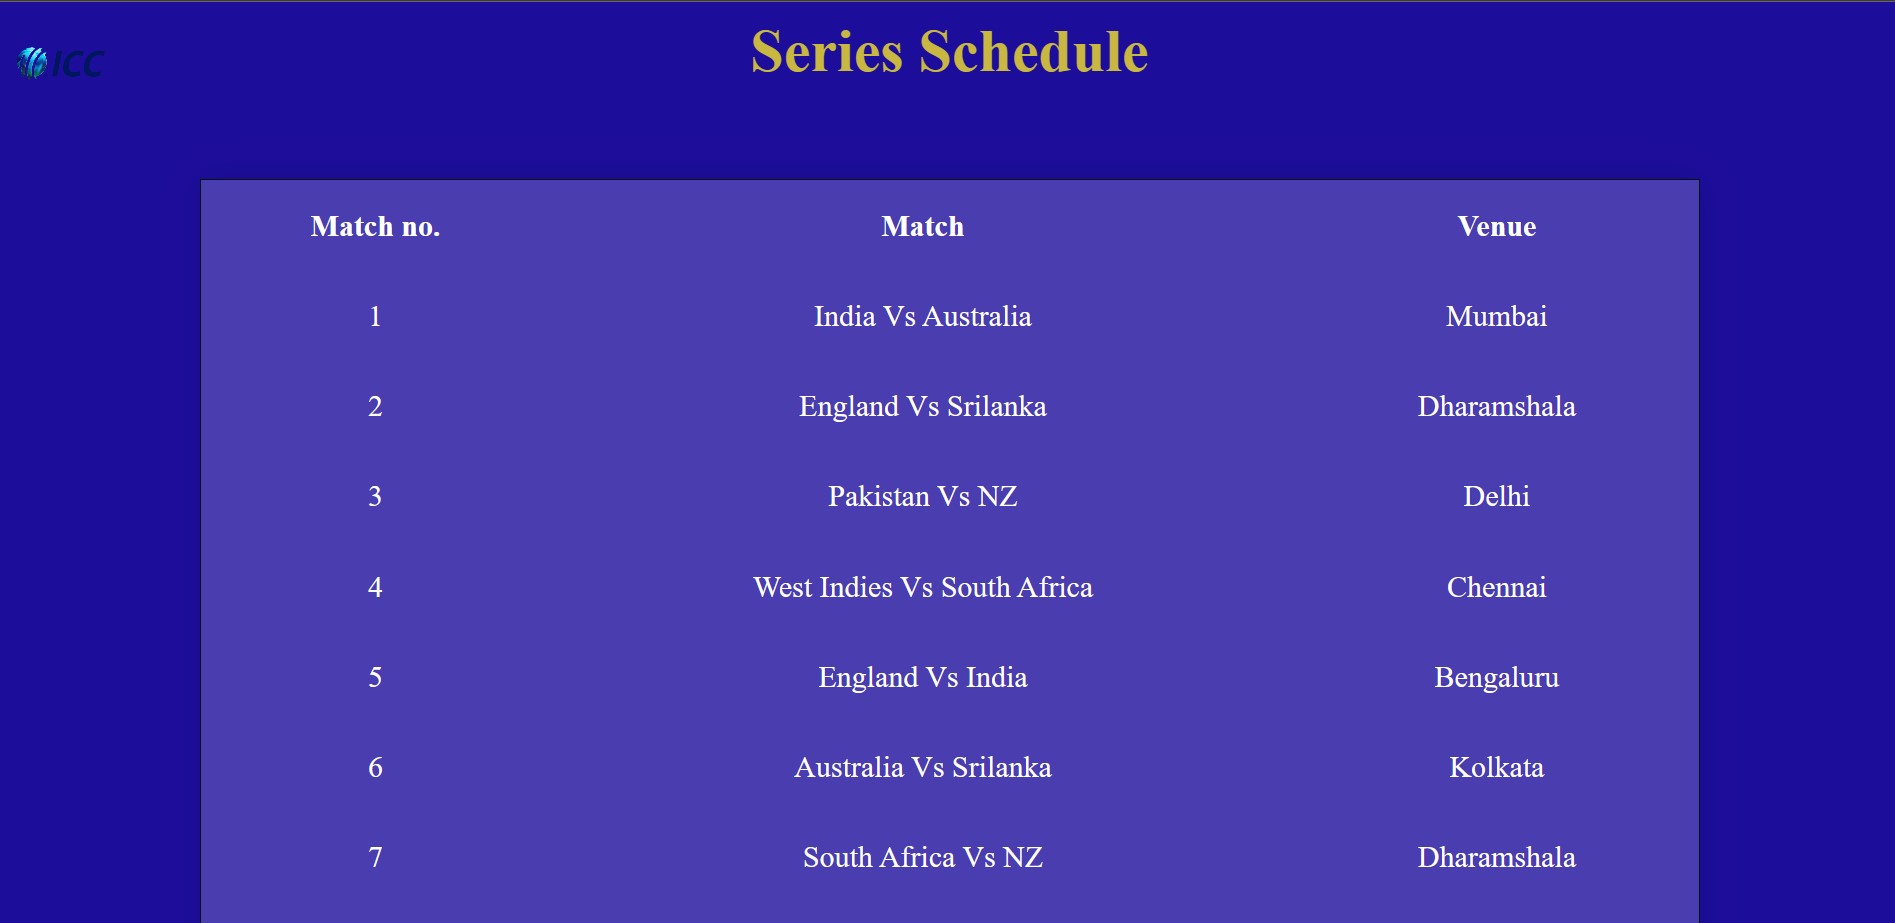 ICC
Series Schedule
Match no. Match Venue
1 India Vs Australia Mumbai
2 England Vs Srilanka Dharamshala
3 Pakistan Vs NZ Delhi
4 West Indies Vs South Africa Chennai
5 England Vs India Bengaluru
6 Australia Vs Srilanka Kolkata
7 South Africa Vs NZ Dharamshala